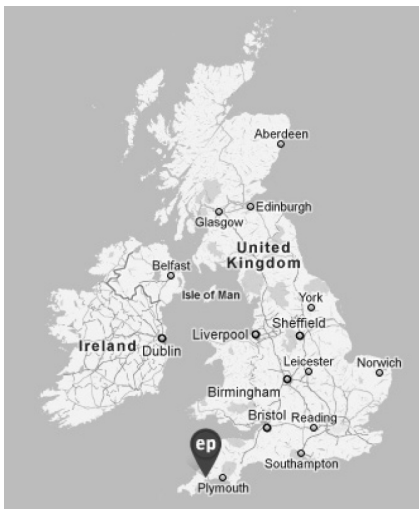 Aberdeen
Edinburgh
Glasgow
United
Kingdom
Belfast
Isle of Man
York
Liverpool
Sheffield
Ireland
Dublin
Leicester
Norwich
Birmingham
Bristol
Reading
ep
Southampton
Plymouth